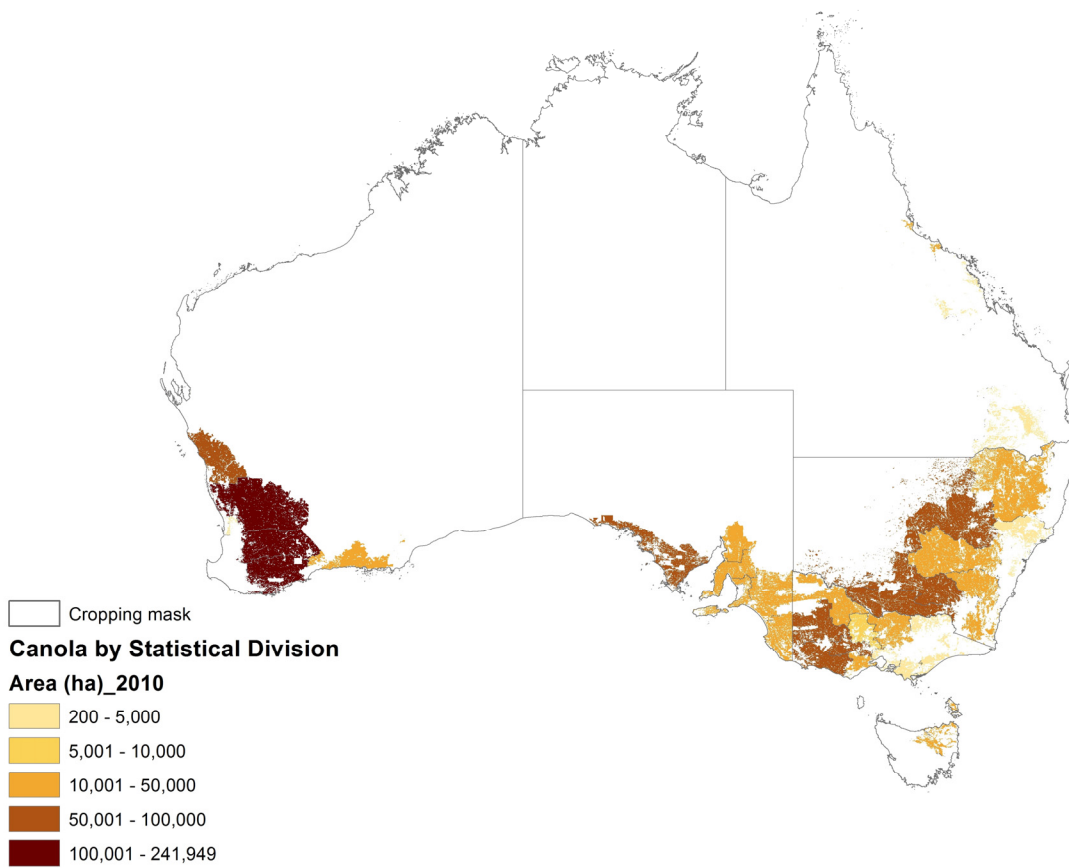 Cropping mask
Canola by Statistical Division
Area (ha)_2010
200 - 5,000
5,001 - 10,000
10,001 - 50,000
50,001 - 100,000
100,001 - 241,949